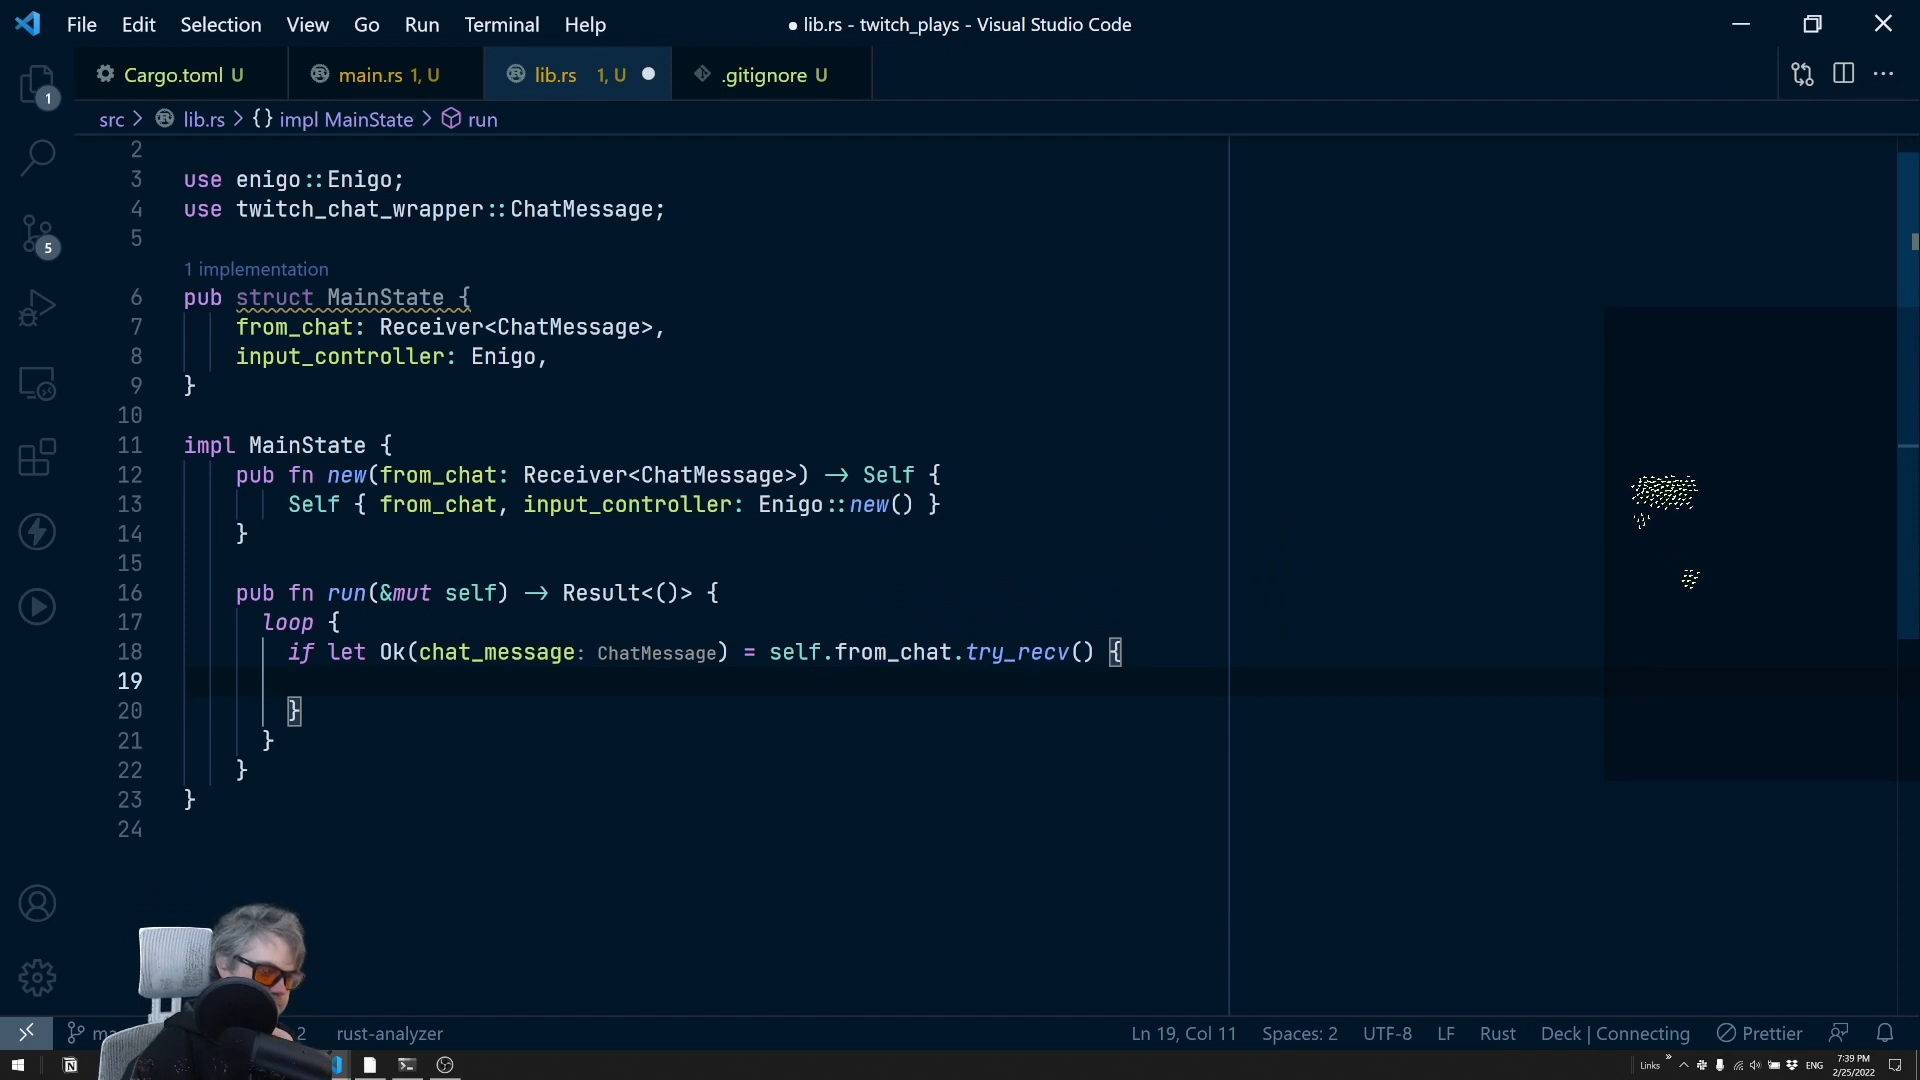 File Edit Selection View Go Run Terminal Help
● lib.rs - twitch_plays - Visual Studio Code
Cargo.toml U
main.rs 1, U
lib.rs 1, U
.gitignore U
src > lib.rs > {} impl MainState > run
1
5
2
3 use enigo::Enigo;
4 use twitch_chat_wrapper::ChatMessage;
5
1 implementation
6 pub struct MainState {
7 from_chat: Receiver<ChatMessage>,
8 input_controller: Enigo,
9 }
10
11 impl MainState {
12 pub fn new(from_chat: Receiver<ChatMessage>) -> Self {
13 Self { from_chat, input_controller: Enigo::new() }
14 }
15
16 pub fn run(&mut self) -> Result<()> {
17 loop {
18 if let Ok(chat_message: ChatMessage) = self.from_chat.try_recv() {
19
20 }
21 }
22 }
23 }
24
2 rust-analyzer
Ln 19, Col 11 Spaces: 2 UTF-8 LF Rust Deck | Connecting Prettier
Links » ENG 7:39 PM
2/25/2022